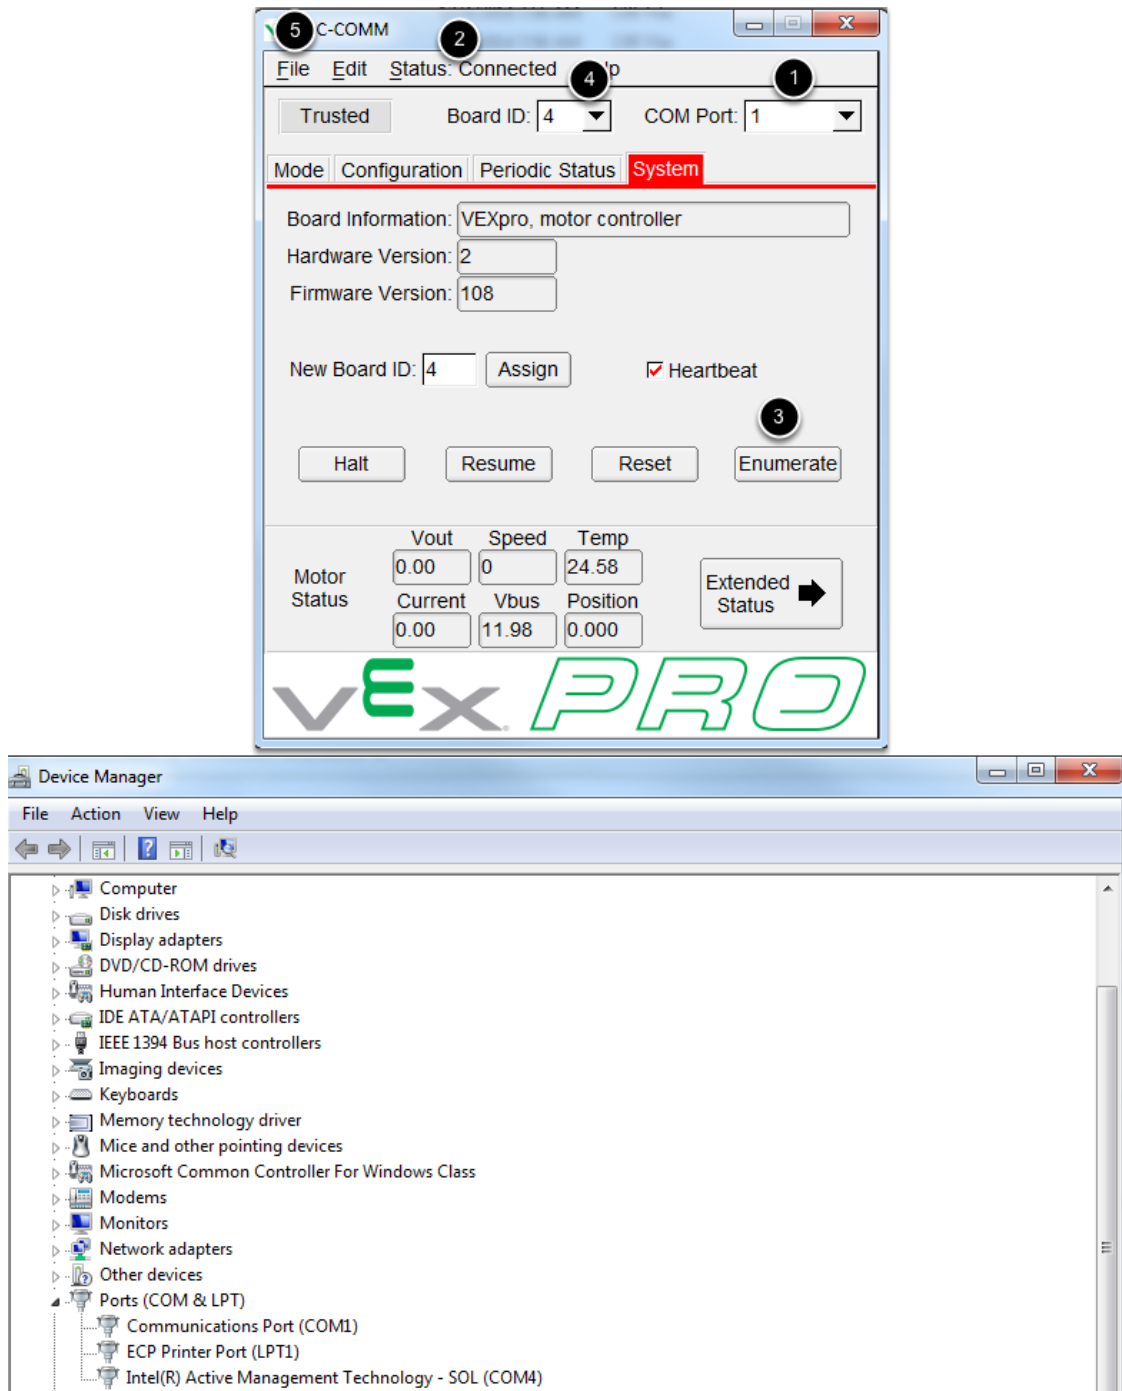 5 C-COMM
2
File Edit Status: Connected 4 lp 1
Trusted Board ID: 4 COM Port: 1
Mode Configuration Periodic Status System
Board Information: VEXpro, motor controller
Hardware Version: 2
Firmware Version: 108
New Board ID: 4 Assign Heartbeat
3
Halt Resume Reset Enumerate
Vout Speed Temp
0.00 0 24.58
Motor Status
Extended Status
Current Vbus Position
0.00 11.98 0.000
VEX PRO
Device Manager
File Action View Help
Computer
Disk drives
Display adapters
DVD/CD-ROM drives
Human Interface Devices
IDE ATA/ATAPI controllers
IEEE 1394 Bus host controllers
Imaging devices
Keyboards
Memory technology driver
Mice and other pointing devices
Microsoft Common Controller For Windows Class
Modems
Monitors
Network adapters
Other devices
Ports (COM & LPT)
Communications Port (COM1)
ECP Printer Port (LPT1)
Intel(R) Active Management Technology - SOL (COM4)